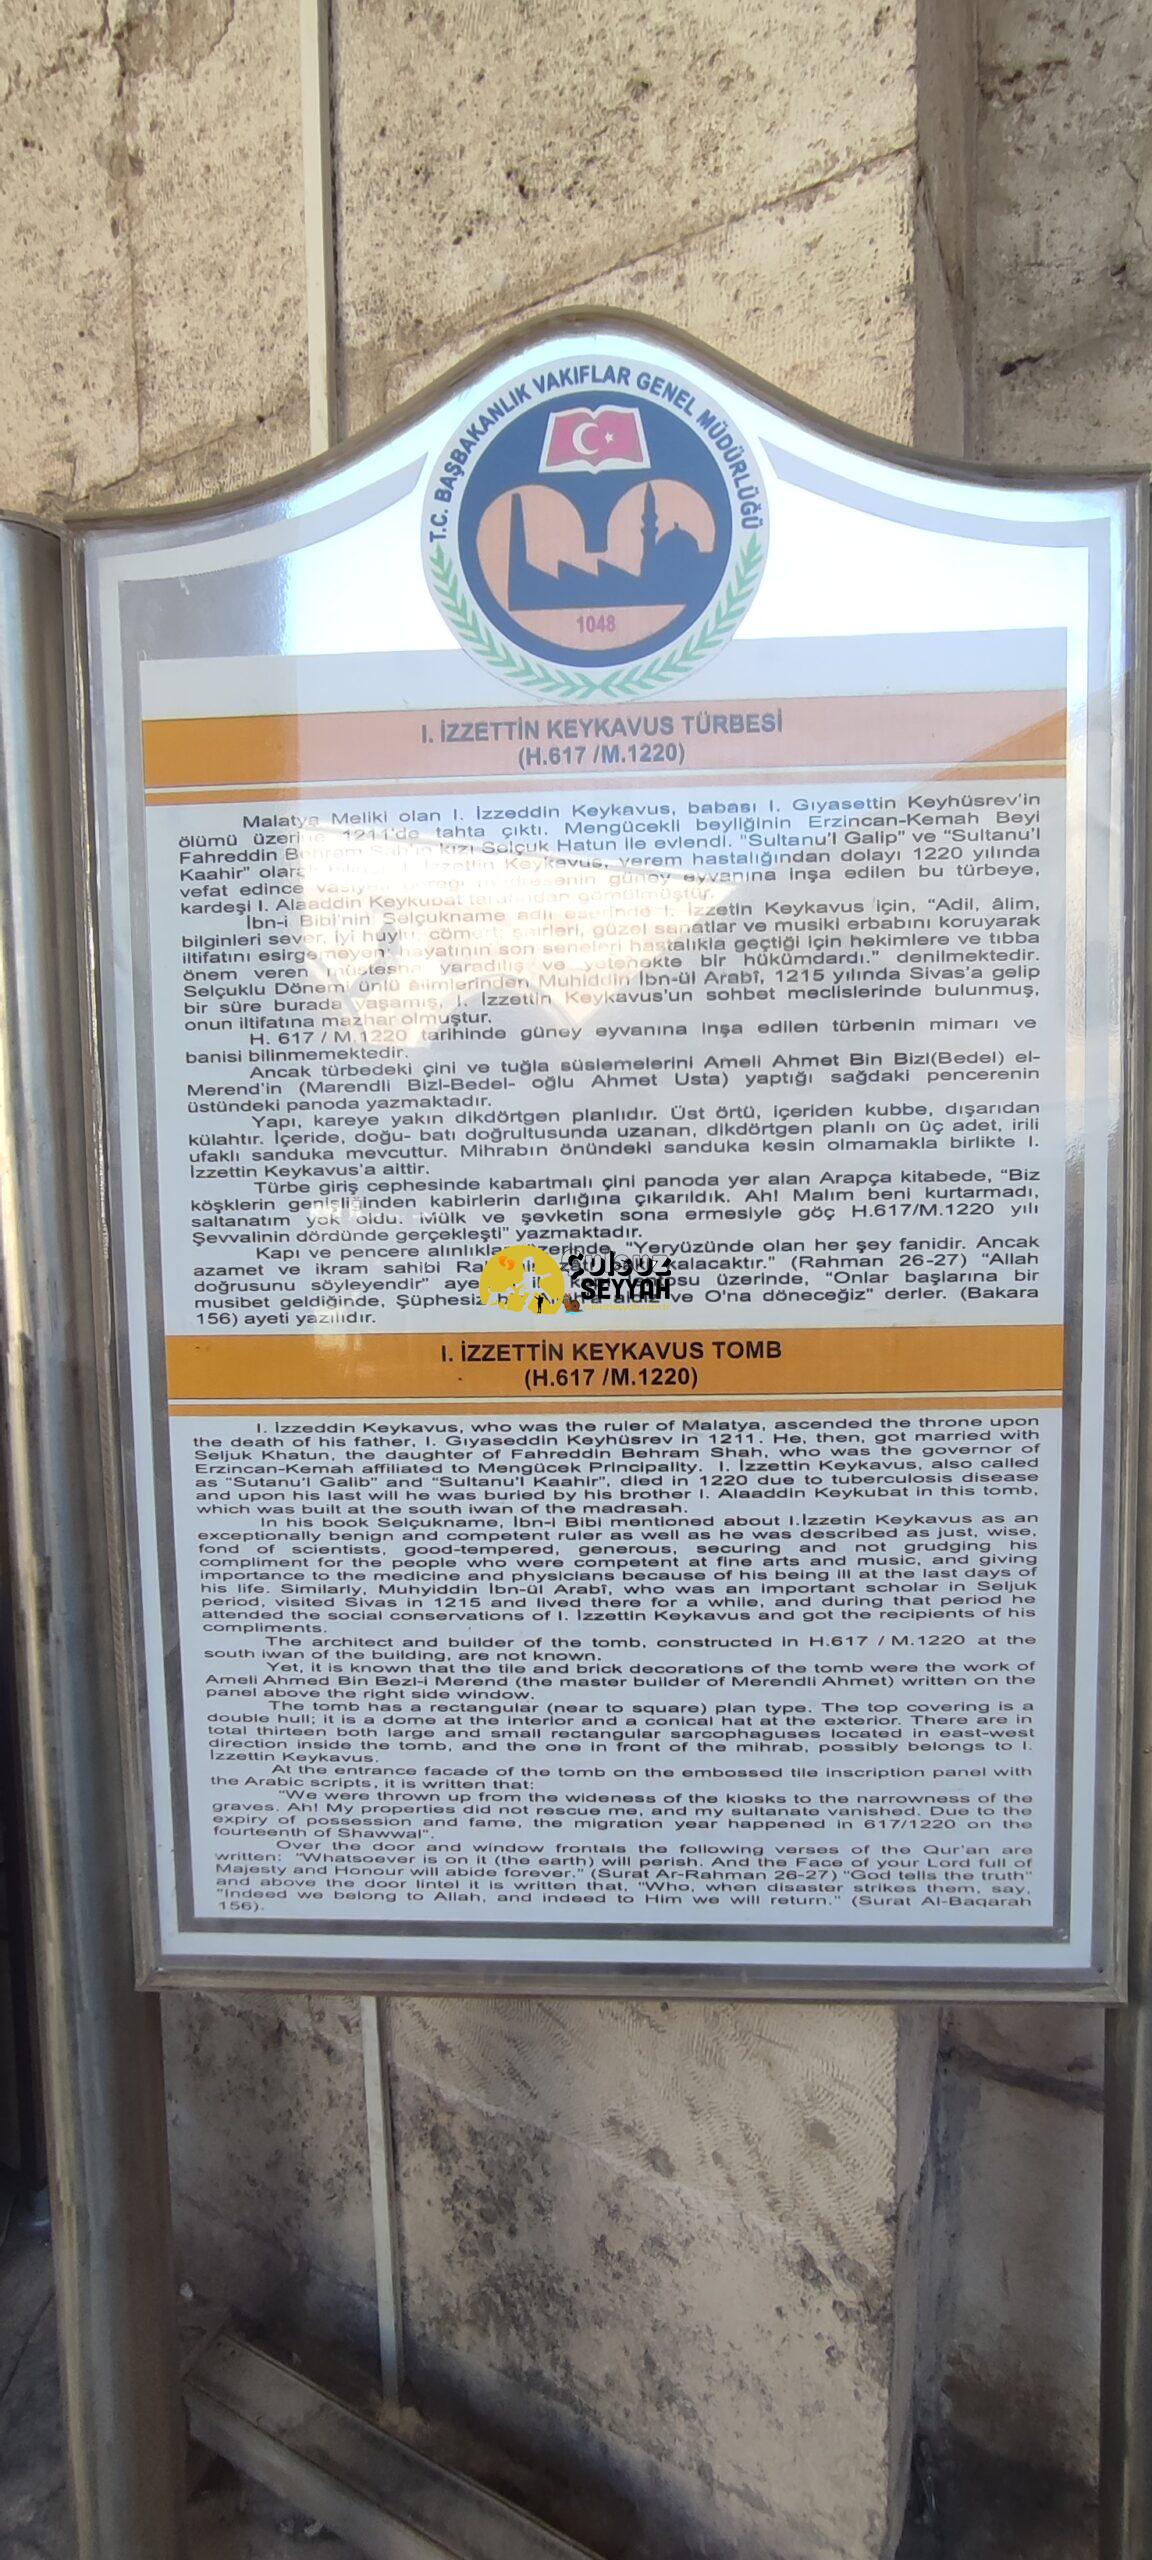 T.C. BAŞBAKANLIK VAKIFLAR GENEL MÜDÜRLÜĞÜ
1048
I. İZZETTİN KEYKAVUS TÜRBESİ
(H.617 /M.1220)
Malatya Meliki olan I. İzzeddin Keykavus, babası I. Gıyasettin Keyhüsrev'in
ölümü üzerine 1211'de tahta çıktı. Mengücekli beyliğinin Erzincan-Kemah Beyi
Fahreddin Behram Şah'ın kızı Selçuk Hatun ile evlendi. "Sultanu'l Galip" ve "Sultanu'l
Kaahir" olarak I. İzzettin Keykavus, verem hastalığından dolayı 1220 yılında
vefat edince vasiyeti gereği medresenin güney eyvanına inşa edilen bu türbeye,
kardeşi I. Alaaddin Keykubat tarafından gömülmüştür.
İbn-i Bibi'nin Selçukname adlı eserinde I. İzzetin Keykavus için, "Adil, âlim,
bilginleri sever, iyi huylu, cömert; şairleri, güzel sanatlar ve musiki erbabını koruyarak
iltifatını esirgemeyen; hayatının son seneleri hastalıkla geçtiği için hekimlere ve tıbba
önem veren müstesna yaradılış ve yetenekte bir hükümdardı." denilmektedir.
Selçuklu Dönemi ünlü alimlerinden Muhiddin İbn-ül Arabî, 1215 yılında Sivas'a gelip
bir süre burada yaşamış, I. İzzettin Keykavus'un sohbet meclislerinde bulunmuş,
onun iltifatına mazhar olmuştur.
H. 617 / M.1220 tarihinde güney eyvanına inşa edilen türbenin mimarı ve
banisi bilinmemektedir.
Ancak türbedeki çini ve tuğla süslemelerini Ameli Ahmet Bin Bizl(Bedel) el-
Merend'in (Marendli Bizl-Bedel- oğlu Ahmet Usta) yaptığı sağdaki pencerenin
üstündeki panoda yazmaktadır.
Yapı, kareye yakın dikdörtgen planlıdır. Üst örtü, içeriden kubbe, dışarıdan
külahtır. İçeride, doğu- batı doğrultusunda uzanan, dikdörtgen planlı on üç adet, irili
ufaklı sanduka mevcuttur. Mihrabın önündeki sanduka kesin olmamakla birlikte I.
İzzettin Keykavus'a aittir.
Türbe giriş cephesinde kabartmalı çini panoda yer alan Arapça kitabede, "Biz
köşklerin genişliğinden kabirlerin darlığına çıkarıldık. Ah! Malım beni kurtarmadı,
saltanatım yok oldu. Mülk ve şevketin sona ermesiyle göç H.617/M.1220 yılı
Şevvalinin dördünde gerçekleşti" yazmaktadır.
Kapı ve pencere alınlıkları üzerinde, "Yeryüzünde olan her şey fanidir. Ancak
azamet ve ikram sahibi kalacaktır." (Rahman 26-27) "Allah
doğrusunu söyleyendir" üzerinde, "Onlar başlarına bir
musibet geldiğinde, Şüphesiz ve O'na döneceğiz" derler. (Bakara
156) ayeti yazılıdır.
Çulsuz
SEYYAH
I. İZZETTİN KEYKAVUS TOMB
(H.617 /M.1220)
I. İzzeddin Keykavus, who was the ruler of Malatya, ascended the throne upon
the death of his father, I. Gıyaseddin Keyhüsrev in 1211. He, then, got married with
Seljuk Khatun, the daughter of Fahreddin Behram Shah, who was the governor of
Erzincan-Kemah affiliated to Mengücek Principality. I. İzzettin Keykavus, also called
as "Sutanu'l Galib" and "Sultanu'l Kaahir", died in 1220 due to tuberculosis disease
and upon his last will he was buried by his brother I. Alaaddin Keykubat in this tomb,
which was built at the south iwan of the madrasah.
In his book Selçukname, İbn-i Bibi mentioned about I.İzzetin Keykavus as an
exceptionally benign and competent ruler as well as he was described as just, wise,
fond of scientists, good-tempered, generous, securing and not grudging his
compliment for the people who were competent at fine arts and music, and giving
importance to the medicine and physicians because of his being ill at the last days of
his life. Similarly, Muhyiddin İbn-ül Arabî, who was an important scholar in Seljuk
period, visited Sivas in 1215 and lived there for a while, and during that period he
attended the social conservations of I. İzzettin Keykavus and got the recipients of his
compliments.
The architect and builder of the tomb, constructed in H.617 / M.1220 at the
south iwan of the building, are not known.
Yet, it is known that the tile and brick decorations of the tomb were the work of
Ameli Ahmed Bin Bezl-i Merend (the master builder of Merendli Ahmet) written on the
panel above the right side window.
The tomb has a rectangular (near to square) plan type. The top covering is a
double hull; it is a dome at the interior and a conical hat at the exterior. There are in
total thirteen both large and small rectangular sarcophaguses located in east-west
direction inside the tomb, and the one in front of the mihrab, possibly belongs to I.
İzzettin Keykavus.
At the entrance facade of the tomb on the embossed tile inscription panel with
the Arabic scripts, it is written that:
"We were thrown up from the wideness of the kiosks to the narrowness of the
graves. Ah! My properties did not rescue me, and my sultanate vanished. Due to the
expiry of possession and fame, the migration year happened in 617/1220 on the
fourteenth of Shawwal".
Over the door and window frontals the following verses of the Qur'an are
written: "Whatsoever is on it (the earth) will perish. And the Face of your Lord full of
Majesty and Honour will abide forever." (Surat Ar-Rahman 26-27) "God tells the truth"
and above the door lintel it is written that, "Who, when disaster strikes them, say,
"Indeed we belong to Allah, and indeed to Him we will return." (Surat Al-Baqarah
156).